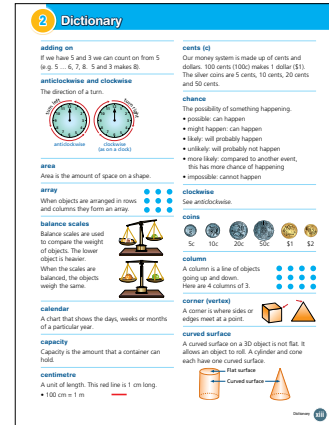 2 Dictionary
adding on
If we have 5 and 3 we can count on from 5
(e.g. 5 ... 6, 7, 8. 5 and 3 makes 8).
anticlockwise and clockwise
The direction of a turn.
turn left
turn right
anticlockwise
clockwise
(as on a clock)
area
Area is the amount of space on a shape.
array
When objects are arranged in rows
and columns they form an array.
balance scales
Balance scales are used
to compare the weight
of objects. The lower
object is heavier.
When the scales are
balanced, the objects
weigh the same.
calendar
A chart that shows the days, weeks or months
of a particular year.
capacity
Capacity is the amount that a container can
hold.
centimetre
A unit of length. This red line is 1 cm long.
• 100 cm = 1 m
cents (c)
Our money system is made up of cents and
dollars. 100 cents (100c) makes 1 dollar ($1).
The silver coins are 5 cents, 10 cents, 20 cents
and 50 cents.
chance
The possibility of something happening.
• possible: can happen
• might happen: can happen
• likely: will probably happen
• unlikely: will probably not happen
• more likely: compared to another event,
this has more chance of happening
• impossible: cannot happen
clockwise
See anticlockwise.
coins
5c 10c 20c 50c $1 $2
column
A column is a line of objects
going up and down.
Here are 4 columns of 3.
corner (vertex)
A corner is where sides or
edges meet at a point.
curved surface
A curved surface on a 3D object is not flat. It
allows an object to roll. A cylinder and cone
each have one curved surface.
Flat surface
Curved surface
Dictionary xiii